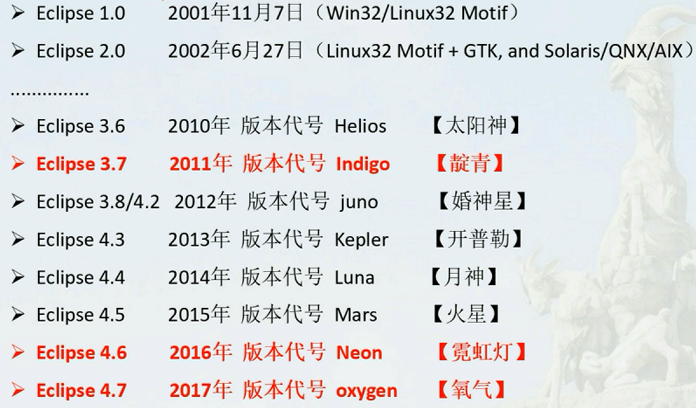 ➢ Eclipse 1.0 2001年11月7日（Win32/Linux32 Motif）
➢ Eclipse 2.0 2002年6月27日（Linux32 Motif + GTK, and Solaris/QNX/AIX）
...............
➢ Eclipse 3.6 2010年 版本代号 Helios 【太阳神】
➢ Eclipse 3.7 2011年 版本代号 Indigo 【靛青】
➢ Eclipse 3.8/4.2 2012年 版本代号 juno 【婚神星】
➢ Eclipse 4.3 2013年 版本代号 Kepler 【开普勒】
➢ Eclipse 4.4 2014年 版本代号 Luna 【月神】
➢ Eclipse 4.5 2015年 版本代号 Mars 【火星】
➢ Eclipse 4.6 2016年 版本代号 Neon 【霓虹灯】
➢ Eclipse 4.7 2017年 版本代号 oxygen 【氧气】